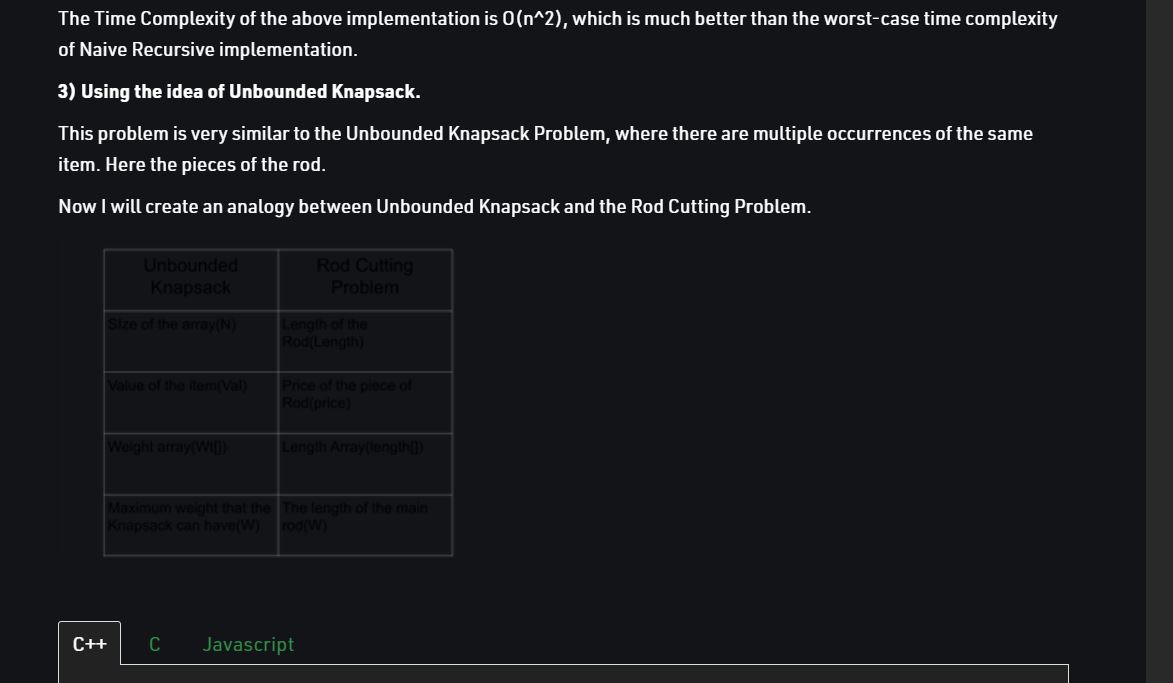 The Time Complexity of the above implementation is O(n^2), which is much better than the worst-case time complexity
of Naive Recursive implementation.
3) Using the idea of Unbounded Knapsack.
This problem is very similar to the Unbounded Knapsack Problem, where there are multiple occurrences of the same
item. Here the pieces of the rod.
Now I will create an analogy between Unbounded Knapsack and the Rod Cutting Problem.
Unbounded
Knapsack
Rod Cutting
Problem
SIze of the array(N)
Length of the
Rod(Length)
Value of the item(Val)
Price of the piece of
Rod(price)
Weight array(Wt[])
Length Array(length[])
Maximum weight that the
Knapsack can have(W)
The length of the main
rod(W)
C++ C Javascript